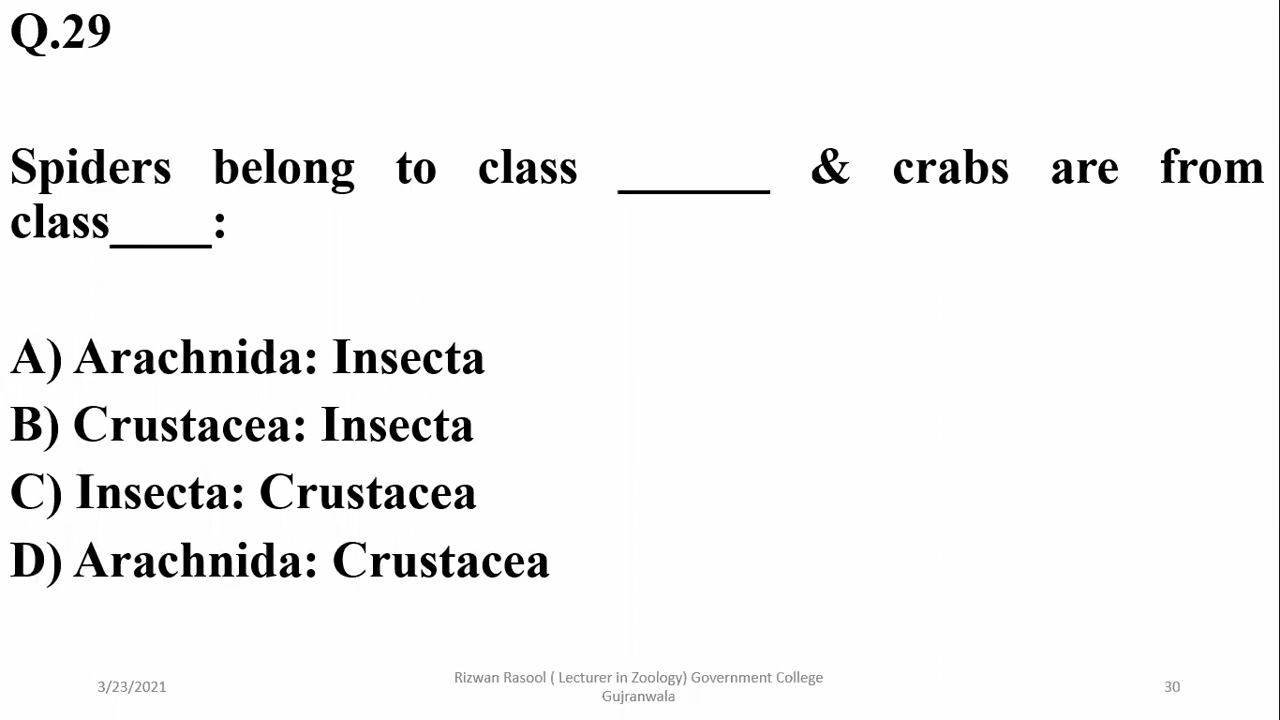 Q.29
Spiders belong to class ______ & crabs are from
class____:
A) Arachnida: Insecta
B) Crustacea: Insecta
C) Insecta: Crustacea
D) Arachnida: Crustacea
3/23/2021
Rizwan Rasool ( Lecturer in Zoology) Government College
Gujranwala
30